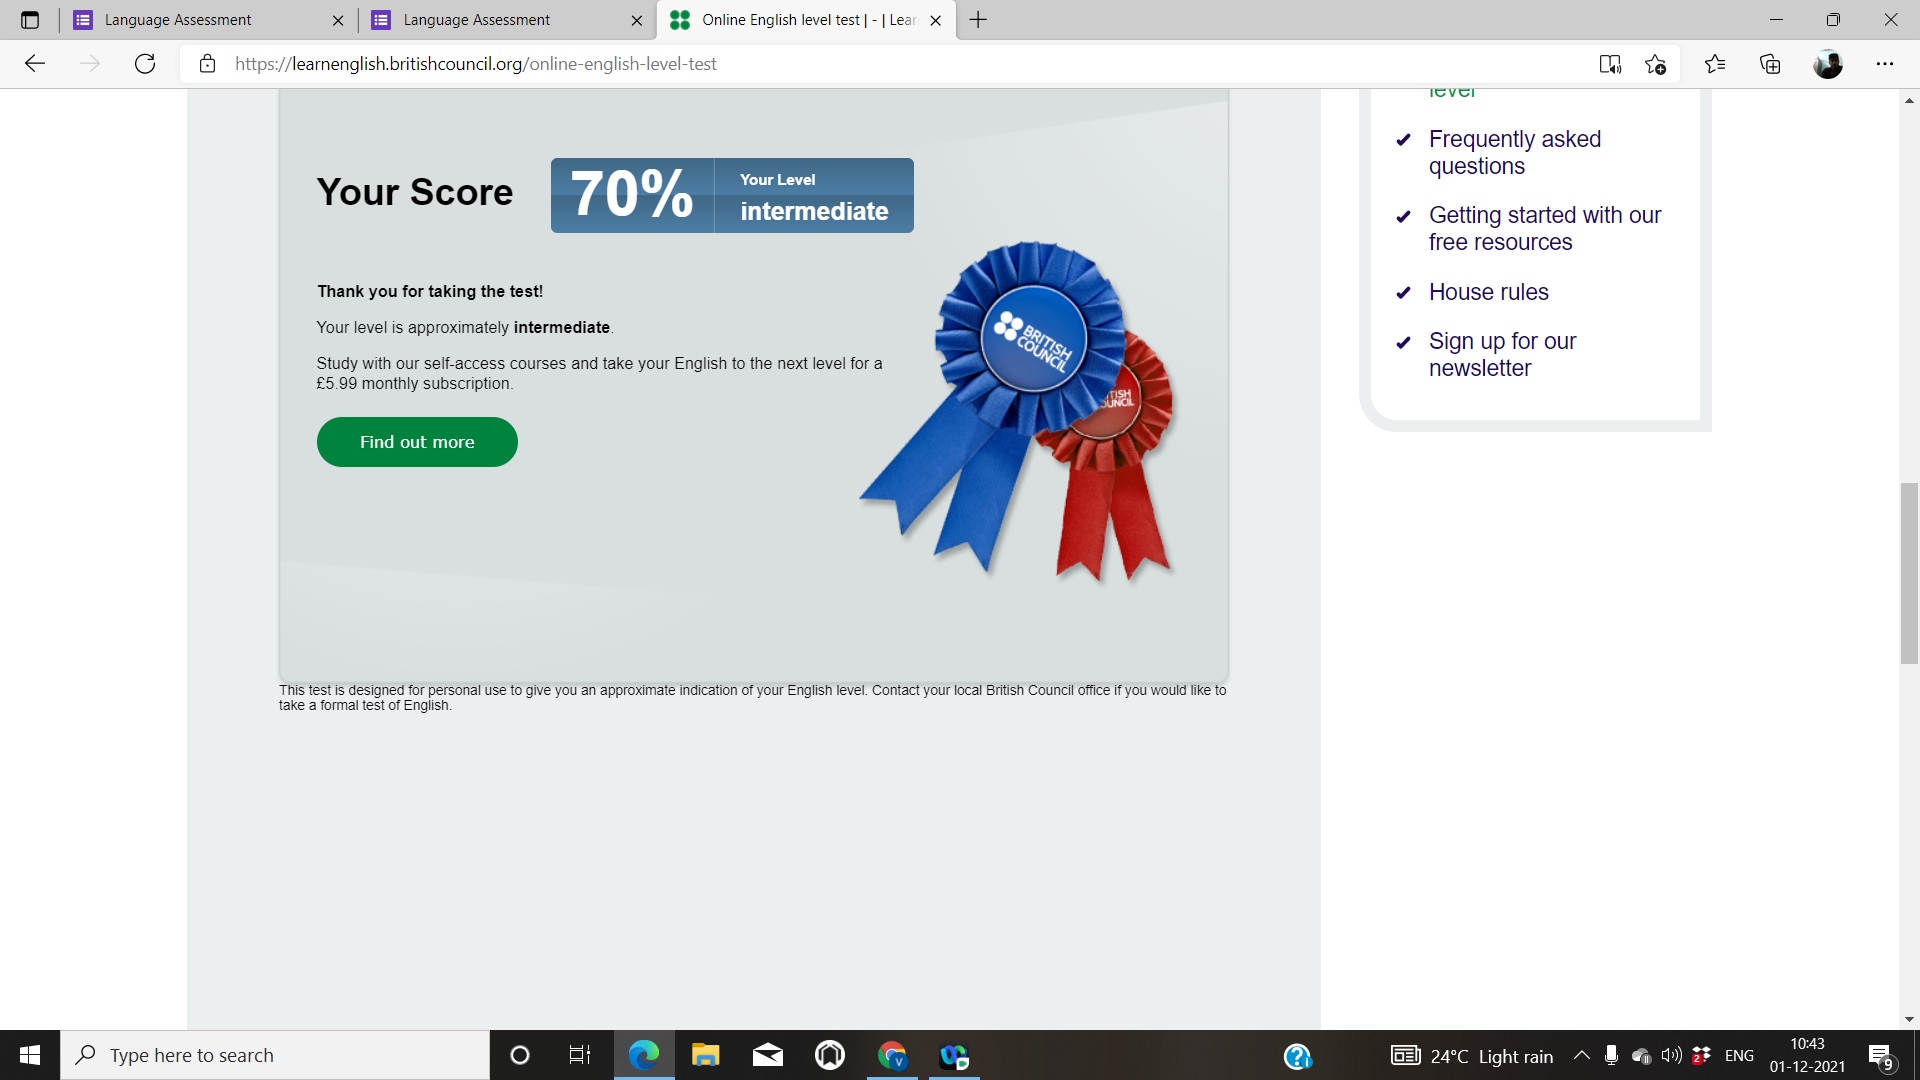 Language Assessment
Language Assessment
Online English level test | - | Lear
https://learnenglish.britishcouncil.org/online-english-level-test
level
Frequently asked
questions
Getting started with our
free resources
House rules
Sign up for our
newsletter
Your Score
70%
Your Level
intermediate
Thank you for taking the test!
Your level is approximately intermediate.
Study with our self-access courses and take your English to the next level for a
£5.99 monthly subscription.
Find out more
BRITISH
COUNCIL
This test is designed for personal use to give you an approximate indication of your English level. Contact your local British Council office if you would like to
take a formal test of English.
Type here to search
V
24°C Light rain
2
ENG
10:43
01-12-2021
9